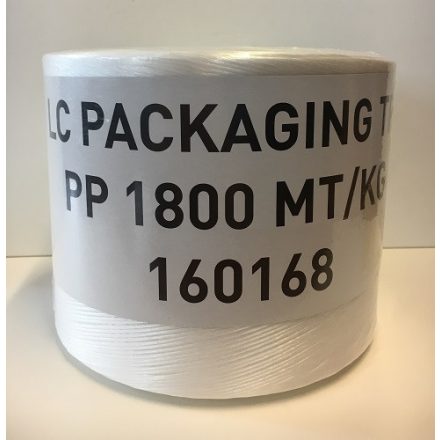 LC PACKAGING T
PP 1800 MT/KG
160168